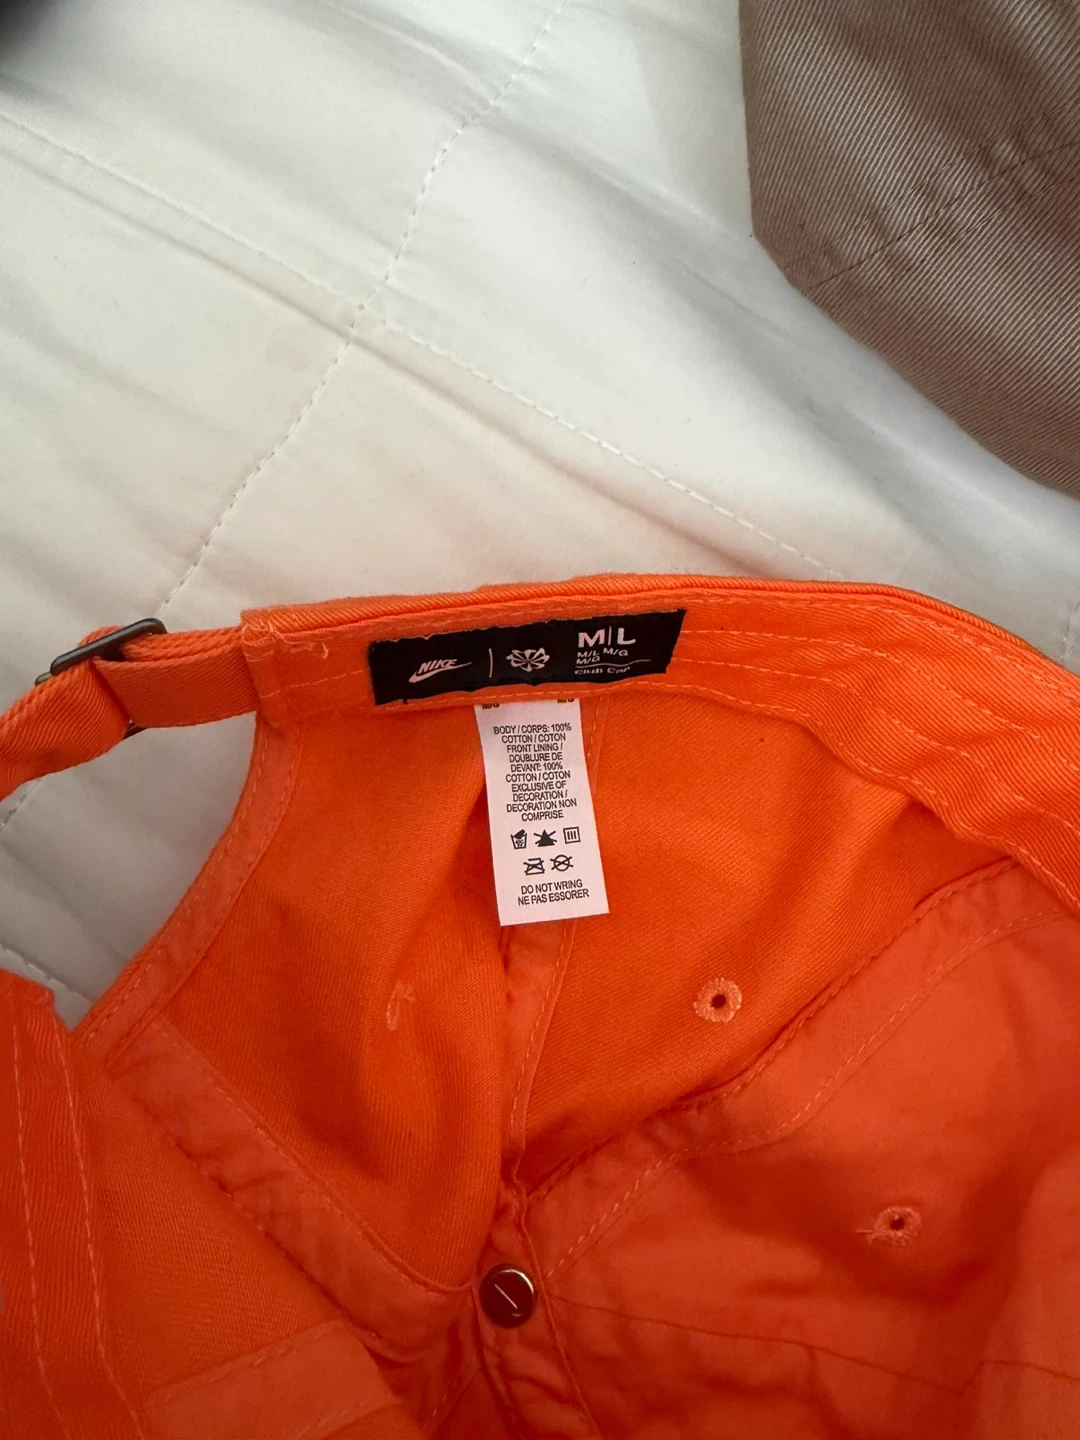 NIKE
M|L
M/L M/G
M/G
Club Cap
BODY / CORPS: 100%
COTTON / COTON
FRONT LINING /
DOUBLURE DE
DEVANT: 100%
COTTON / COTON
EXCLUSIVE OF
DECORATION /
DECORATION NON
COMPRISE
DO NOT WRING
NE PAS ESSORER